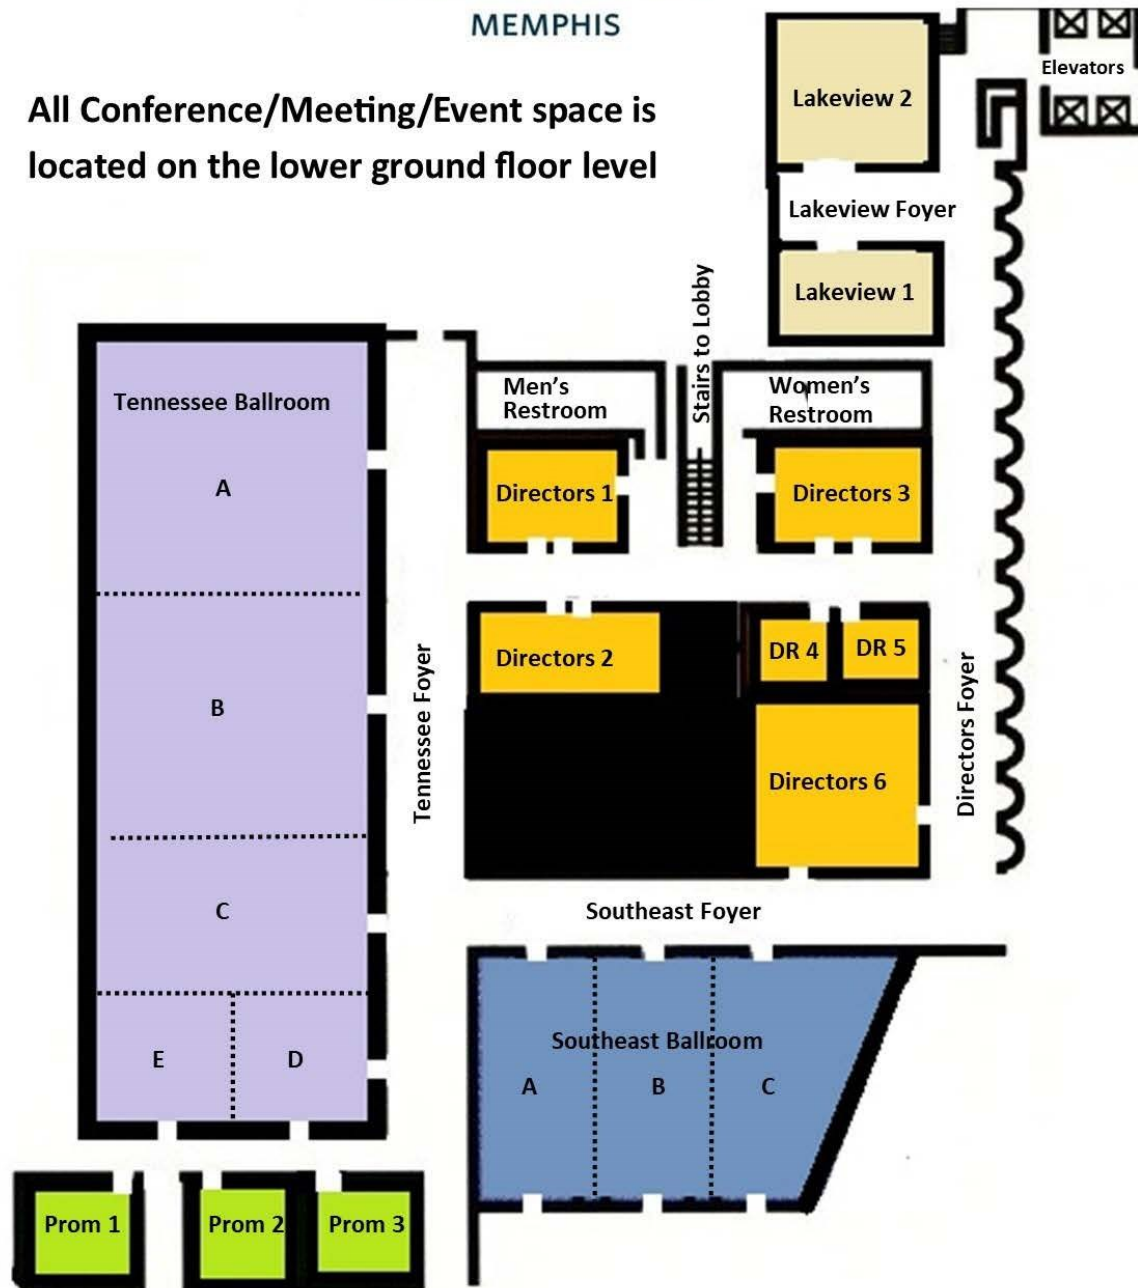 MEMPHIS
All Conference/Meeting/Event space is
located on the lower ground floor level
Elevators
Lakeview 2
Lakeview Foyer
Lakeview 1
Stairs to Lobby
Men’s
Restroom
Women’s
Restroom
Tennessee Ballroom
A
B
C
E
D
Directors 1
Directors 3
Directors 2
DR 4
DR 5
Directors 6
Tennessee Foyer
Directors Foyer
Southeast Foyer
Southeast Ballroom
A
B
C
Prom 1
Prom 2
Prom 3